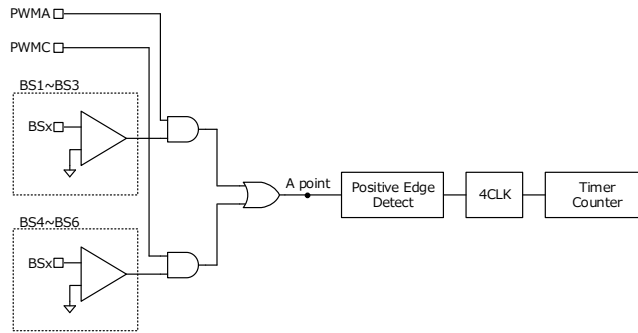 PWMA
PWMC
BS1~BS3
BSx
A point
Positive Edge
Detect
4CLK
Timer
Counter
BS4~BS6
BSx